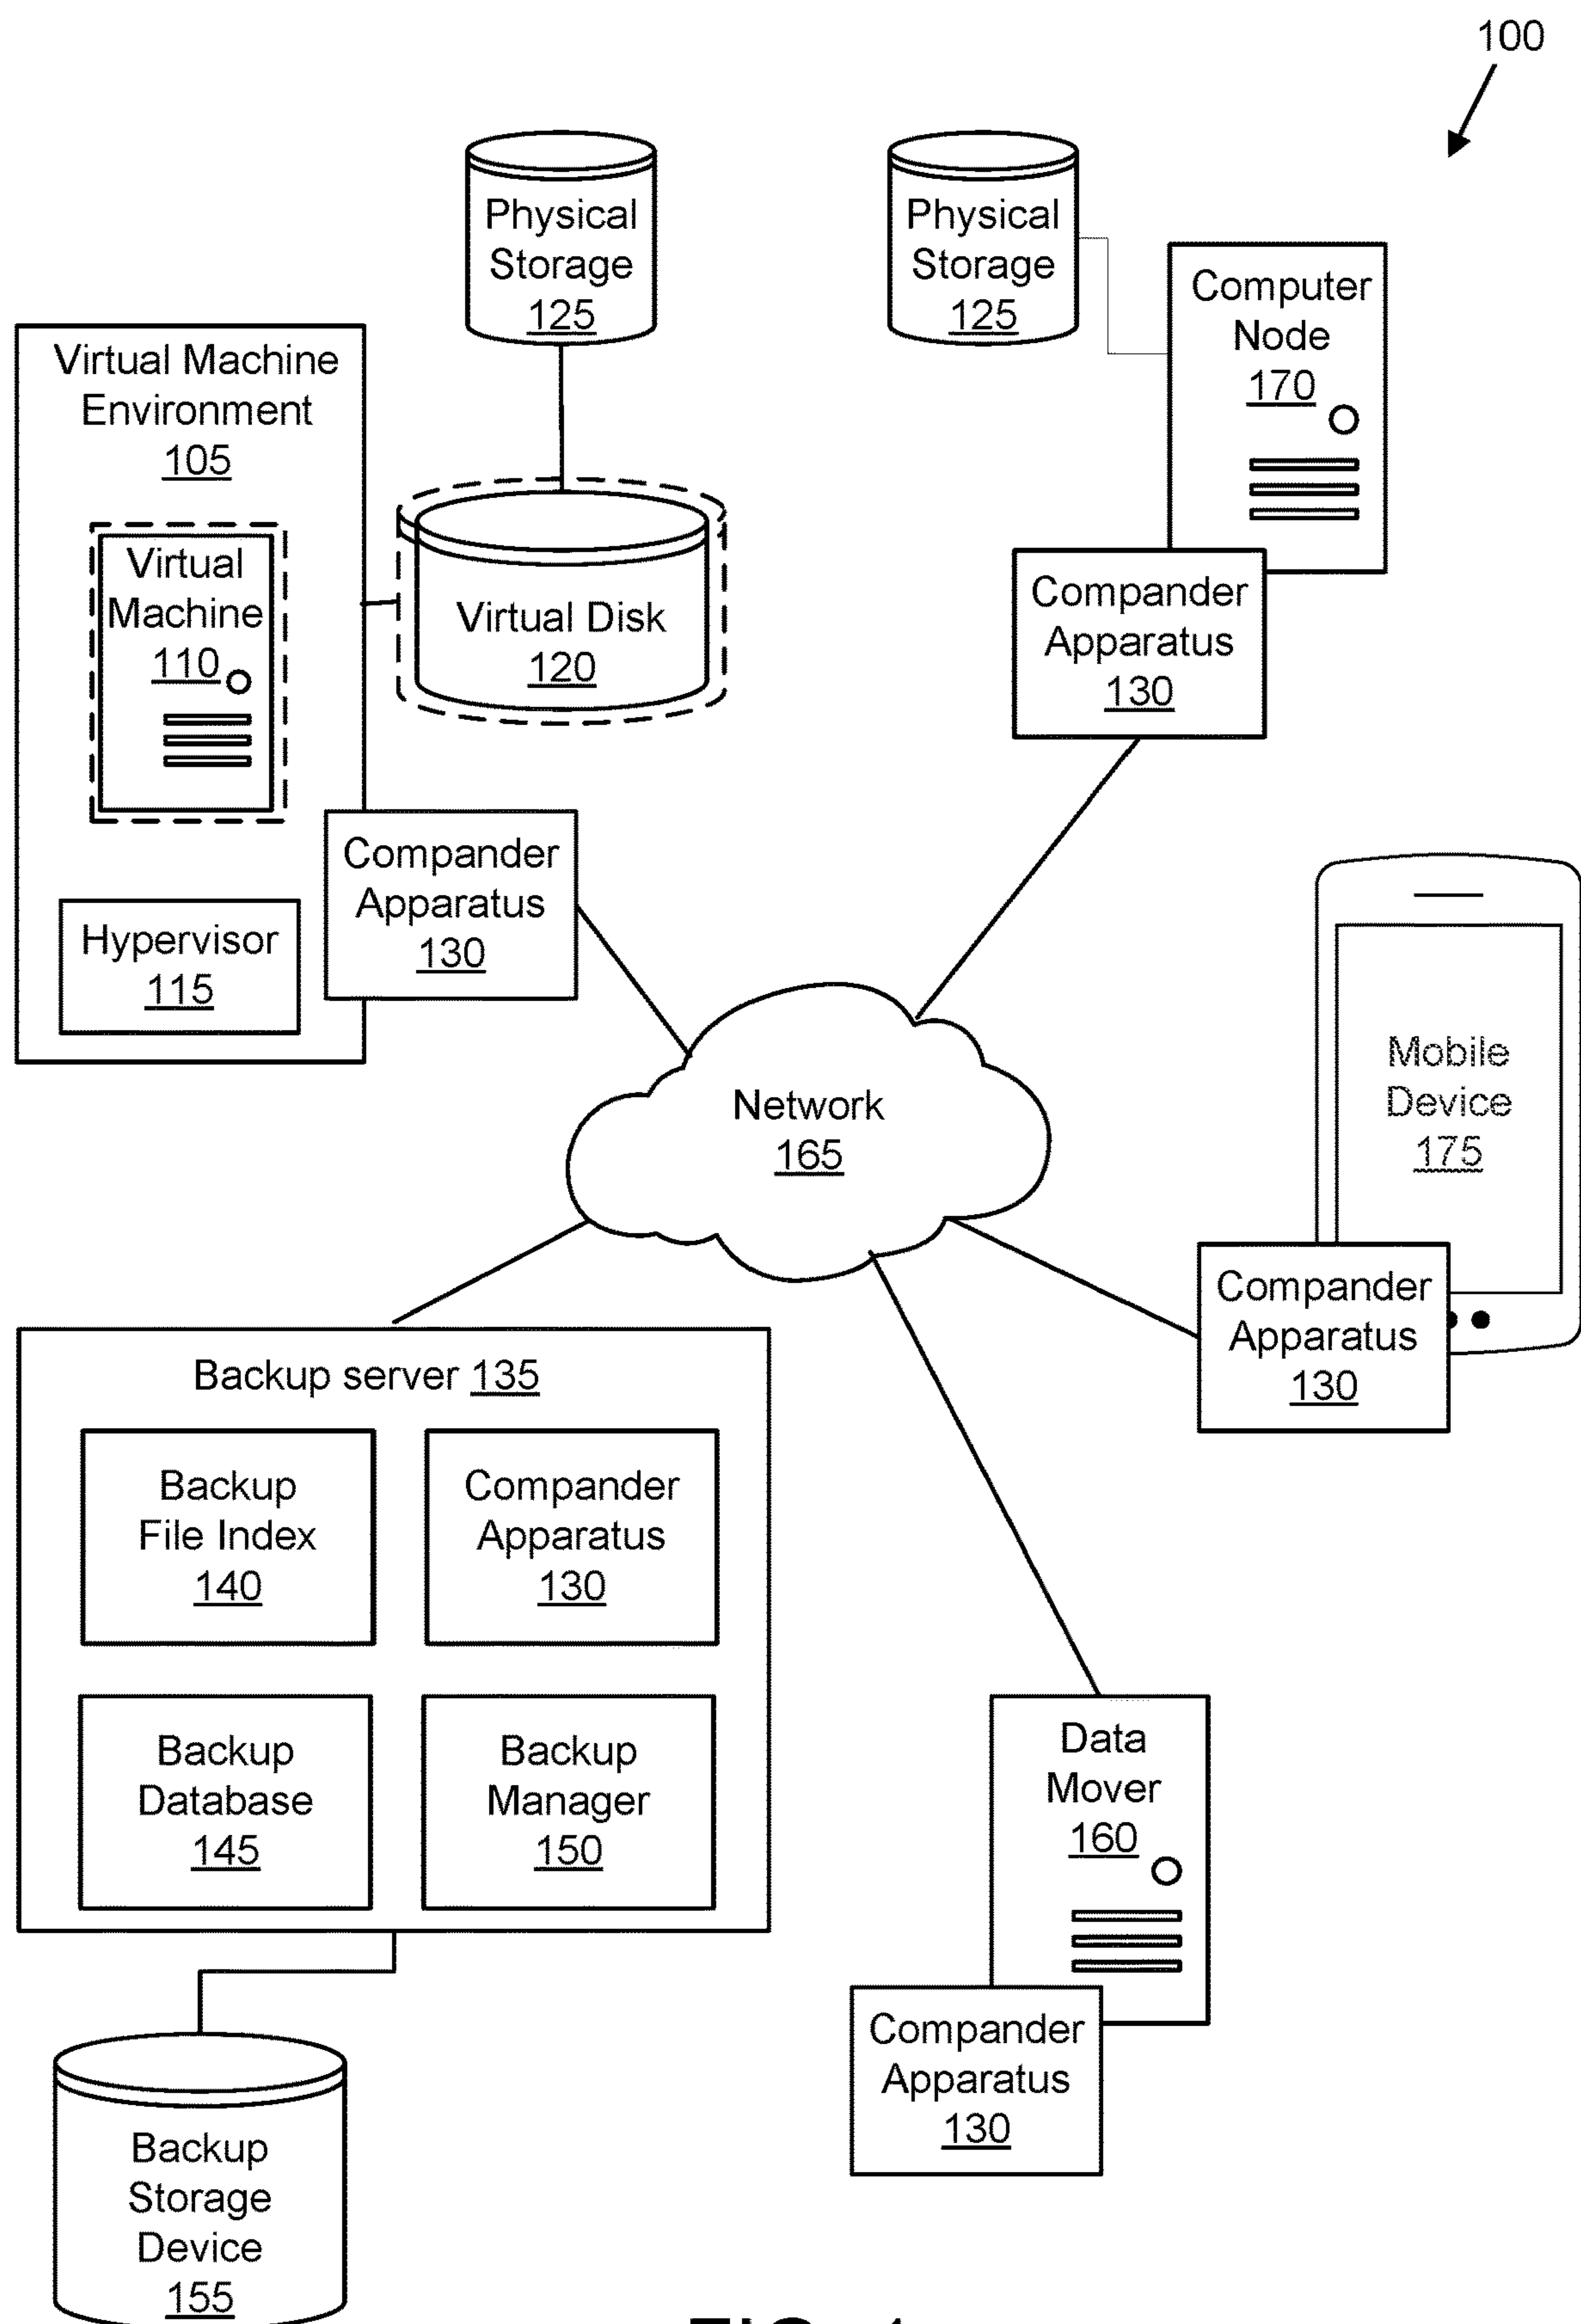 100
Physical
Storage
125
Physical
Storage
125
Computer
Node
170
Virtual Machine
Environment
105
Virtual
Machine
110
Virtual Disk
120
Compander
Apparatus
130
Compander
Apparatus
130
Hypervisor
115
Mobile
Device
175
Network
165
Compander
Apparatus
130
Backup server 135
Backup
File Index
140
Compander
Apparatus
130
Backup
Database
145
Backup
Manager
150
Data
Mover
160
Compander
Apparatus
130
Backup
Storage
Device
155